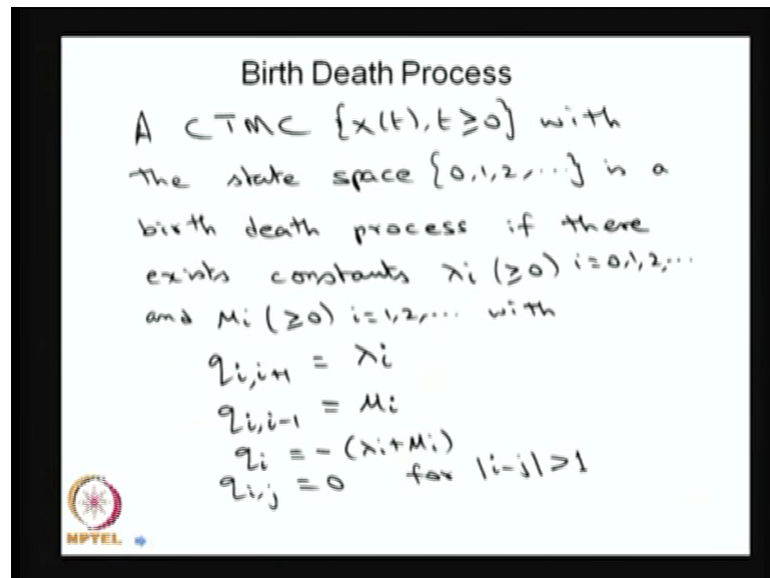 Birth Death Process
A CTMC {x(t), t ≥ 0} with
the state space {0,1,2,...} is a
birth death process if there
exists constants λi (≥0) i=0,1,2,...
and μi (≥0) i=1,2,... with
qi,i+1 = λi
qi,i-1 = μi
qi = -(λi+μi)
qi,j = 0 for |i-j|>1
NPTEL